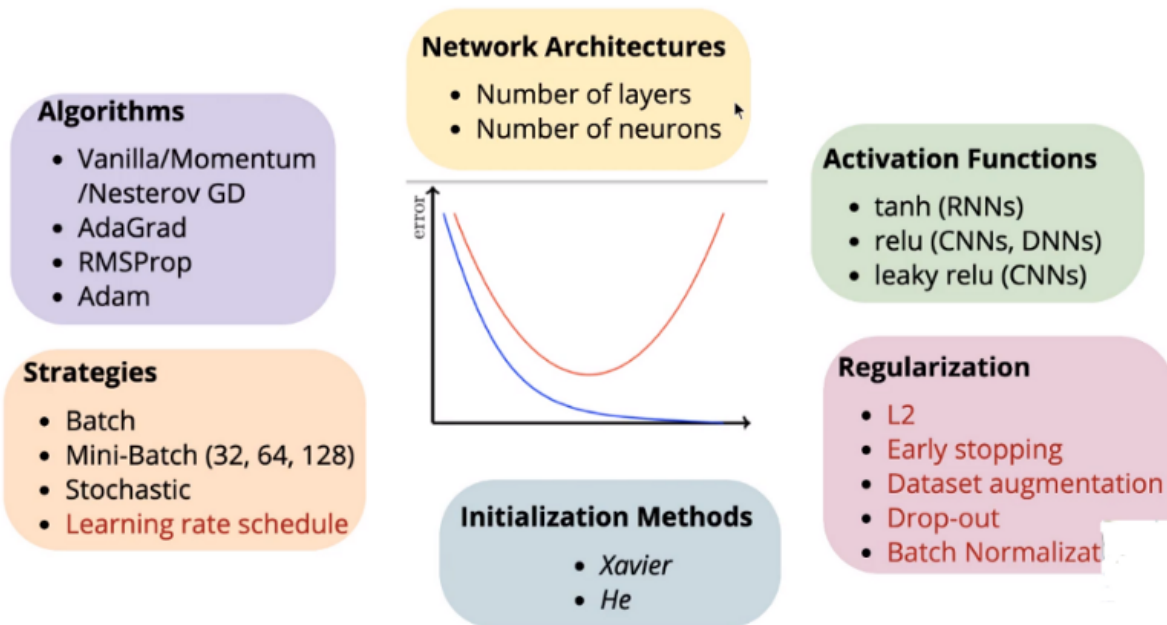 Network Architectures
• Number of layers
• Number of neurons
Algorithms
• Vanilla/Momentum
/Nesterov GD
• AdaGrad
• RMSProp
• Adam
Activation Functions
• tanh (RNNs)
• relu (CNNs, DNNs)
• leaky relu (CNNs)
error
Strategies
• Batch
• Mini-Batch (32, 64, 128)
• Stochastic
• Learning rate schedule
Regularization
• L2
• Early stopping
• Dataset augmentation
• Drop-out
• Batch Normalizat
Initialization Methods
• Xavier
• He